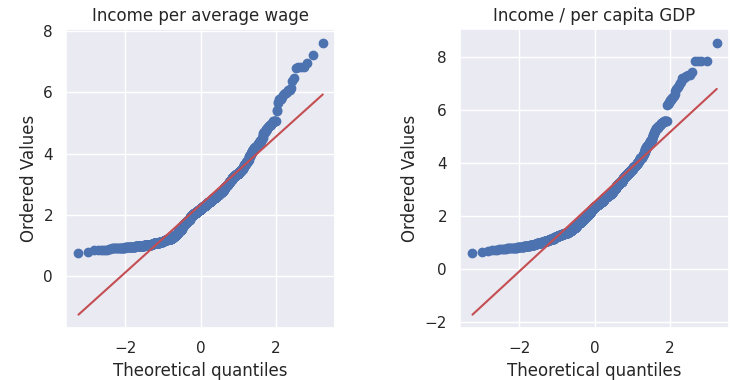 Income per average wage
Ordered Values
8
6
4
2
0
−2
0
2
Theoretical quantiles
Income / per capita GDP
Ordered Values
8
6
4
2
0
−2
−2
0
2
Theoretical quantiles